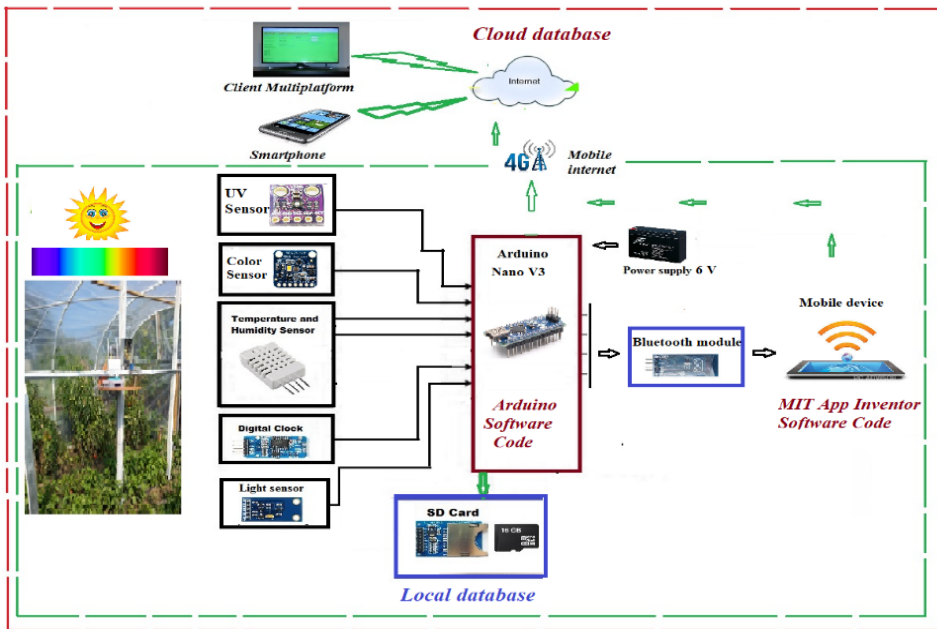 Cloud database
Internet
Client Multiplatform
Smartphone
4G
Mobile
internet
UV
Sensor
Color
Sensor
Temperature and
Humidity Sensor
Digital Clock
Light sensor
Arduino
Nano V3
Arduino
Software
Code
Power supply 6 V
Bluetooth module
Mobile device
MIT App Inventor
Software Code
SD Card
16 GB
Local database